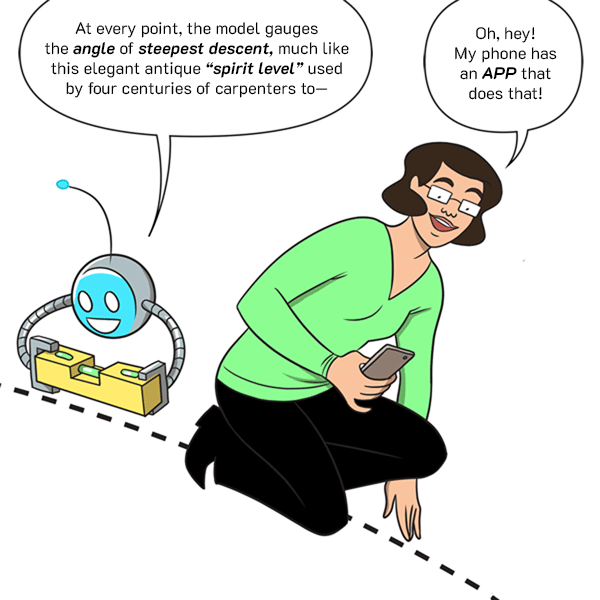 At every point, the model gauges
the angle of steepest descent, much like
this elegant antique “spirit level” used
by four centuries of carpenters to—
Oh, hey!
My phone has
an APP that
does that!